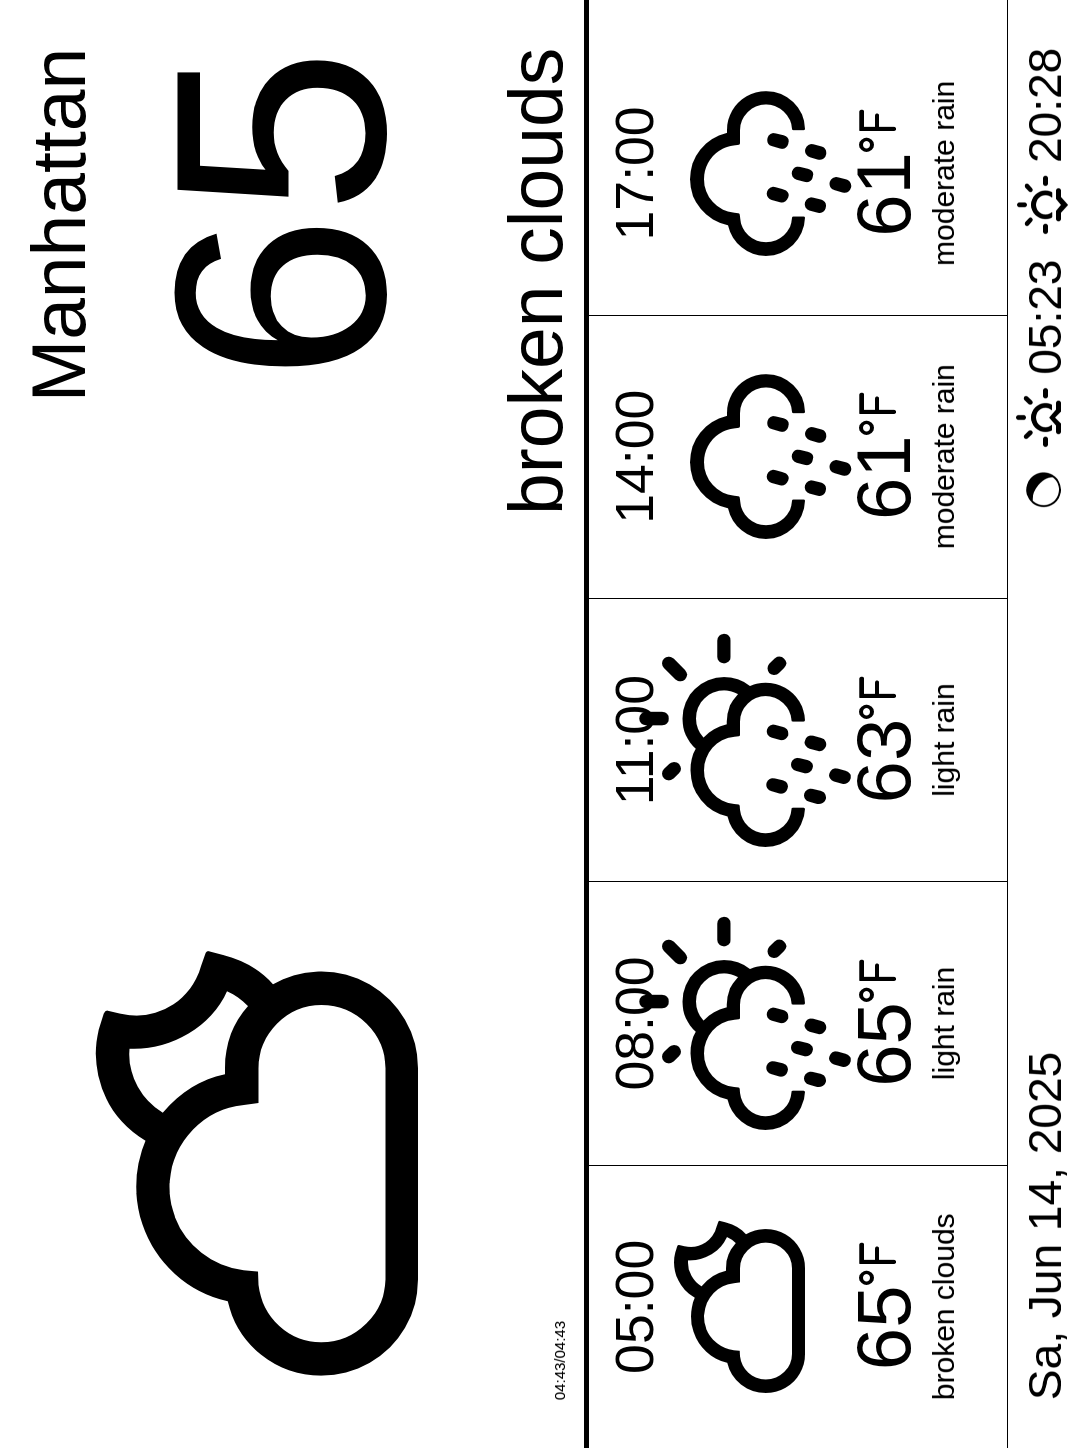 Manhattan
65
broken clouds
04:43/04:43
05:00
65°F
broken clouds
08:00
65°F
light rain
11:00
63°F
light rain
14:00
61°F
moderate rain
17:00
61°F
moderate rain
Sa, Jun 14, 2025
05:23 20:28